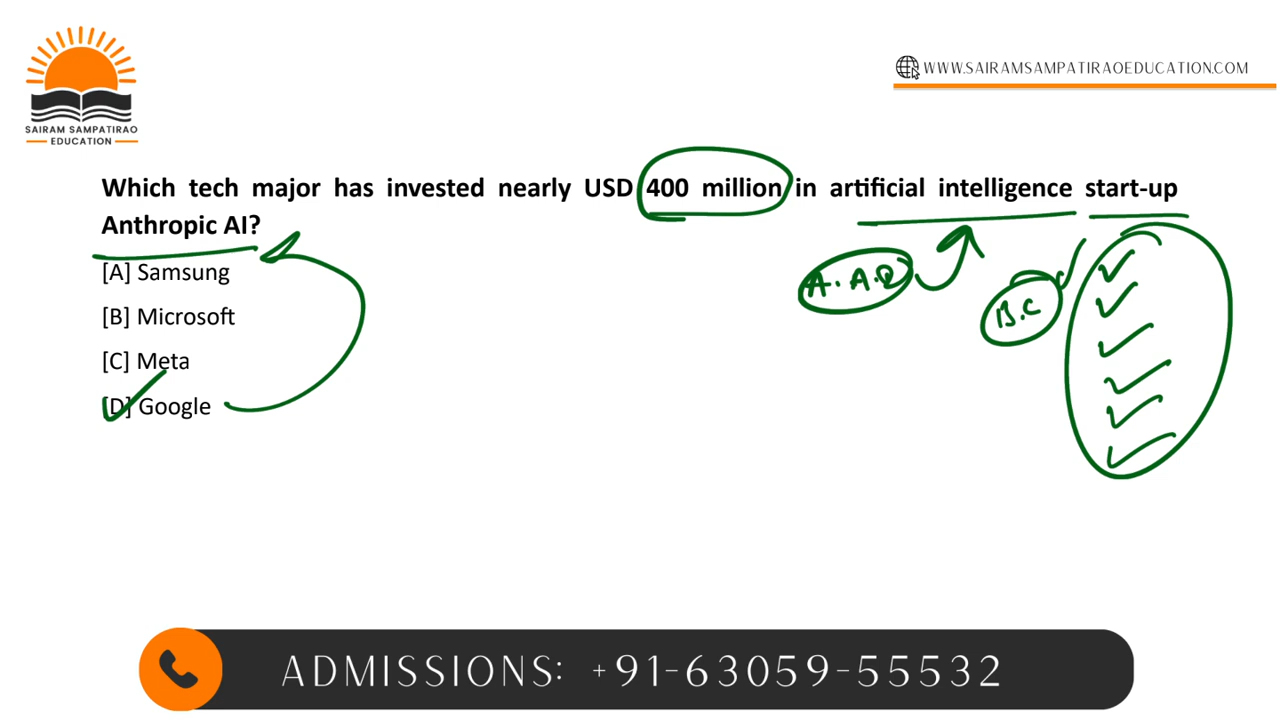 SAIRAM SAMPATIRAO
EDUCATION
WWW.SAIRAMSAMPATIRAOEDUCATION.COM
Which tech major has invested nearly USD 400 million in artificial intelligence start-up
Anthropic AI?
[A] Samsung
[B] Microsoft
[C] Meta
[D] Google
B.C
ADMISSIONS: +91-63059-55532